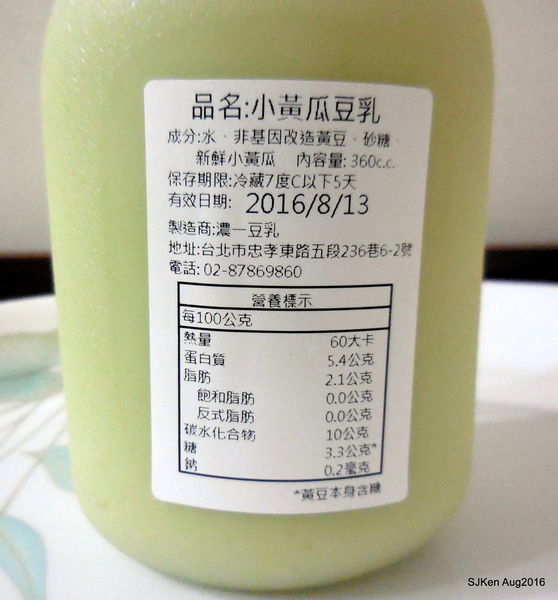 品名:小黃瓜豆乳
成分:水、非基因改造黃豆、砂糖、
新鮮小黃瓜 內容量: 360c.c.
保存期限:冷藏7度C以下5天
有效日期: 2016/8/13
製造商:濃一豆乳
地址:台北市忠孝東路五段236巷6-2號
電話: 02-87869860
營養標示
每100公克
熱量 60大卡
蛋白質 5.4公克
脂肪 2.1公克
飽和脂肪 0.0公克
反式脂肪 0.0公克
碳水化合物 10公克
糖 3.3公克*
鈉 0.2毫克
*黃豆本身含糖
SJKen Aug2016